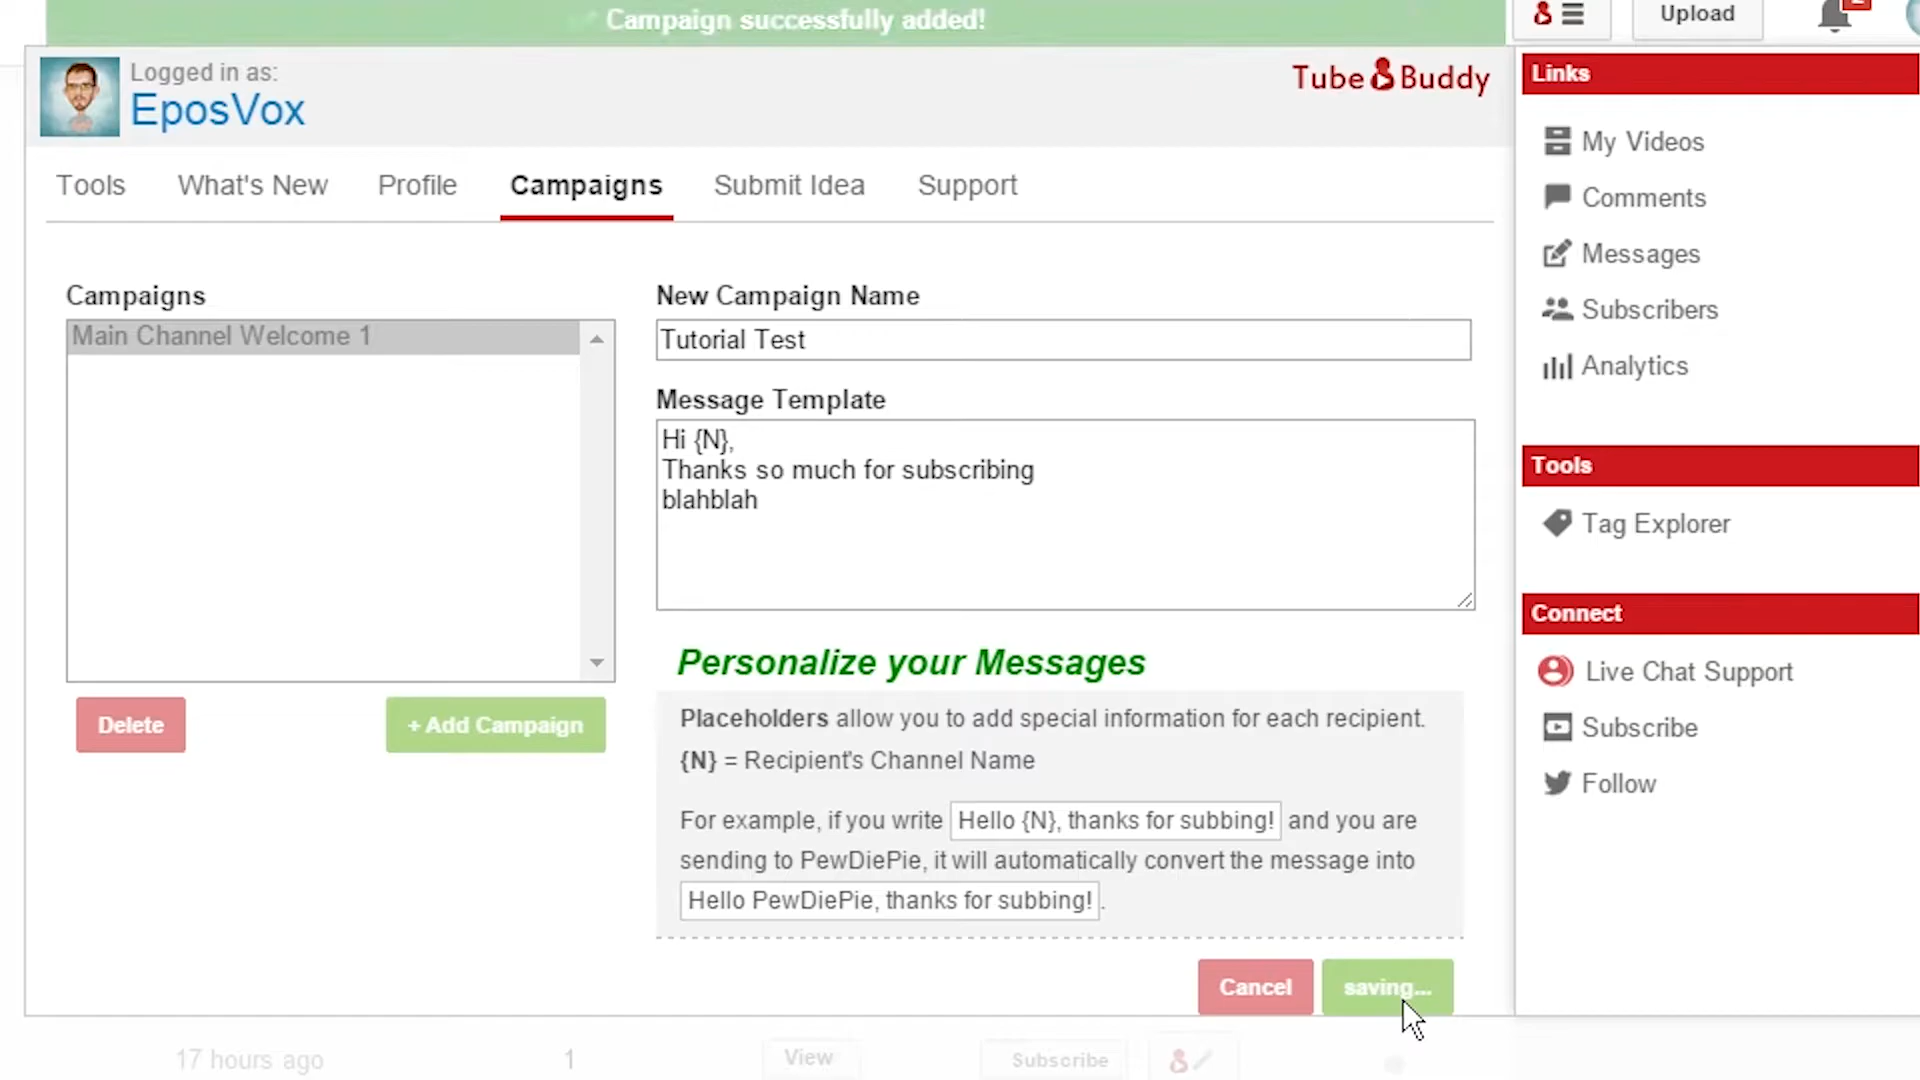 Campaign successfully added!
Upload
Logged in as:
EposVox
TubeBuddy
Tools
What's New
Profile
Campaigns
Submit Idea
Support
Campaigns
Main Channel Welcome 1
Delete
+ Add Campaign
New Campaign Name
Tutorial Test
Message Template
Hi {N},
Thanks so much for subscribing
blahblah
Personalize your Messages
Placeholders allow you to add special information for each recipient.
{N} = Recipient's Channel Name
For example, if you write Hello {N}, thanks for subbing! and you are
sending to PewDiePie, it will automatically convert the message into
Hello PewDiePie, thanks for subbing! .
Cancel
saving...
Links
My Videos
Comments
Messages
Subscribers
Analytics
Tools
Tag Explorer
Connect
Live Chat Support
Subscribe
Follow
17 hours ago
1
View
Subscribe